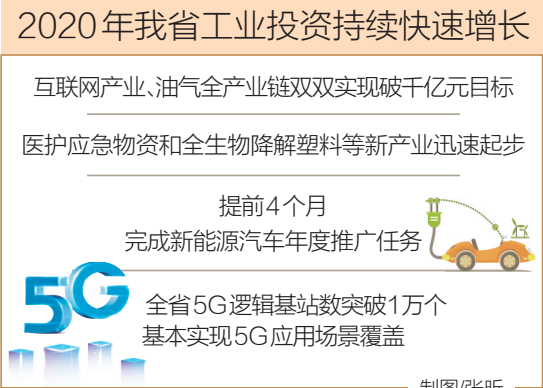 2020年我省工业投资持续快速增长
互联网产业、油气全产业链双双实现破千亿元目标
医护应急物资和全生物降解塑料等新产业迅速起步
提前4个月
完成新能源汽车年度推广任务
5G
全省5G逻辑基站数突破1万个
基本实现5G应用场景覆盖
制图/张昕